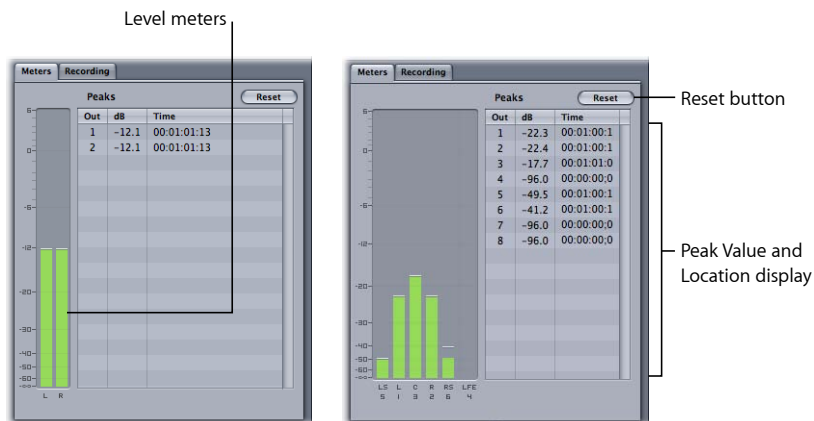 Level meters
Meters Recording
Peaks Reset
Out dB Time
1 -12.1 00:01:01:13
2 -12.1 00:01:01:13
6
0
-6
-12
-20
-30
-40
-50
-60
-∞
L R
Meters Recording
Peaks Reset
Out dB Time
1 -22.3 00:01:00:1
2 -22.4 00:01:00:1
3 -17.7 00:01:01:0
4 -96.0 00:00:00;0
5 -49.5 00:01:00:1
6 -41.2 00:01:00:1
7 -96.0 00:00:00;0
8 -96.0 00:00:00;0
6
0
-6
-12
-20
-30
-40
-50
-60
-∞
LS L C R RS LFE
5 1 3 2 6 4
Reset button
Peak Value and
Location display